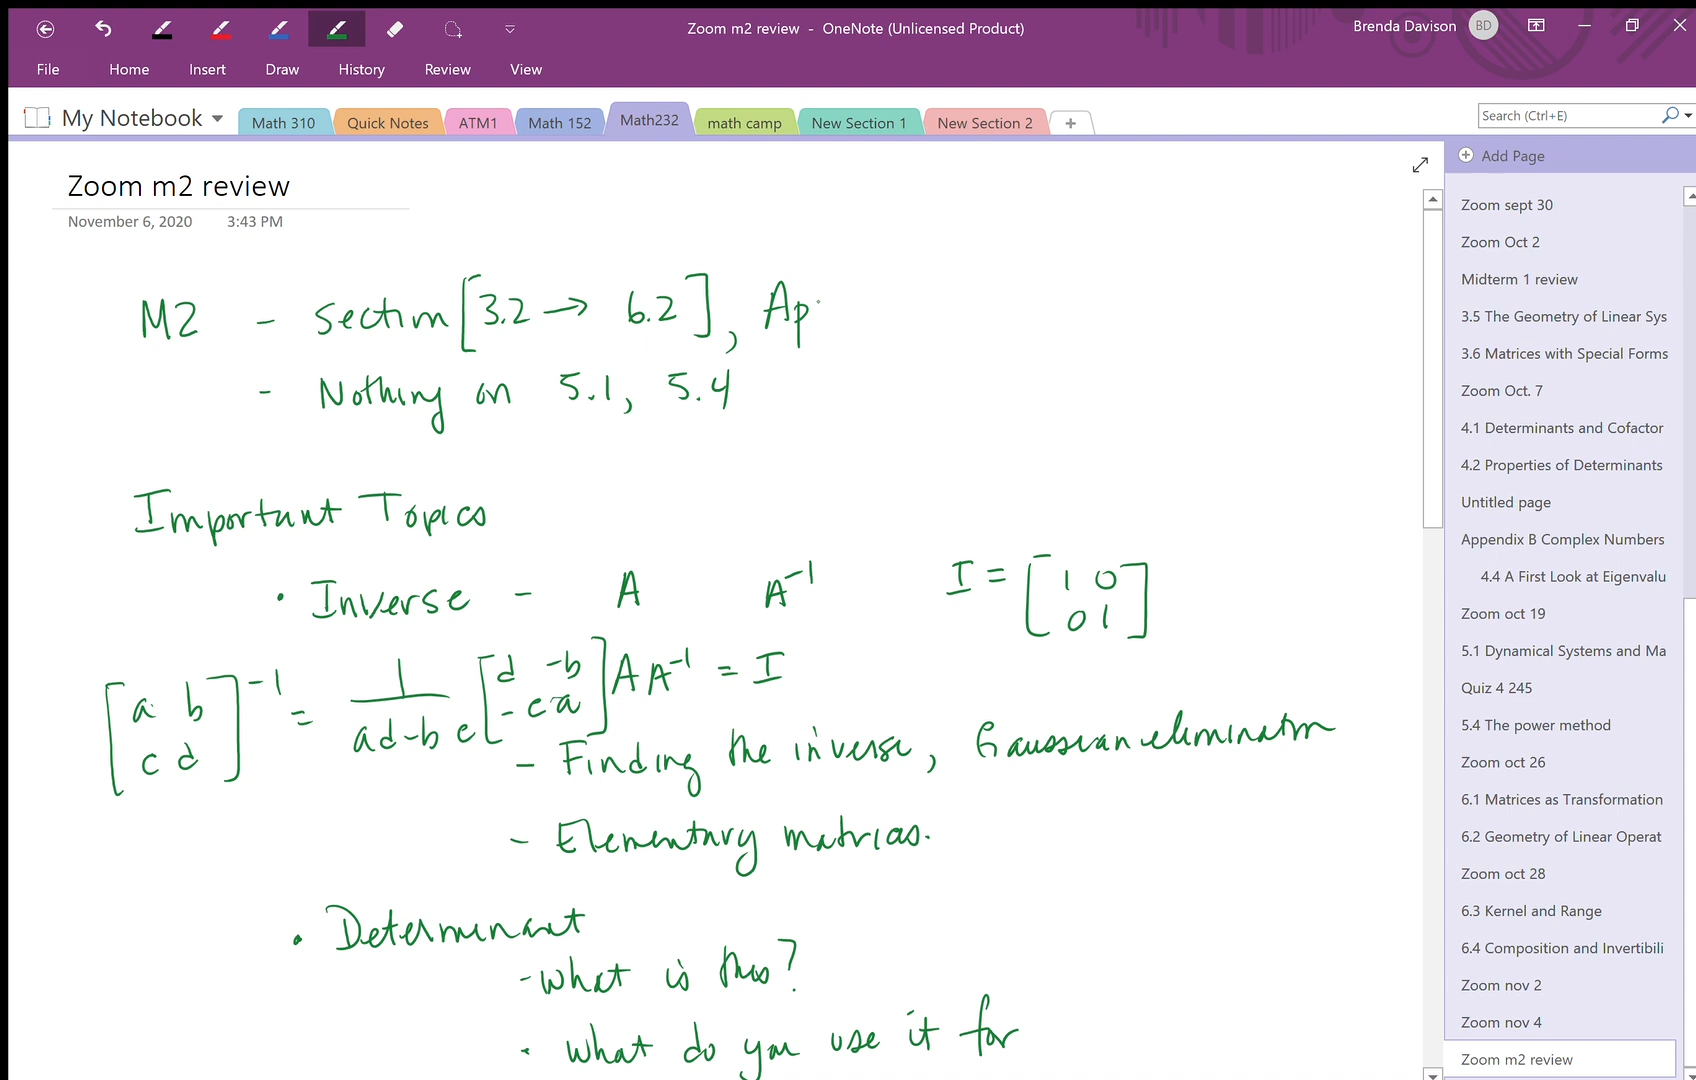 Zoom m2 review - OneNote (Unlicensed Product)
Brenda Davison BD
File Home Insert Draw History Review View
My Notebook Math 310 Quick Notes ATM1 Math 152 Math232 math camp New Section 1 New Section 2 +
Search (Ctrl+E)
Add Page
Zoom m2 review
November 6, 2020 3:43 PM
M2 - Section [3.2 → 6.2], Ap
- Nothing on 5.1, 5.4
Important Topics
• Inverse - A A⁻¹ I = [1 0
0 1]
[a b
c d]⁻¹ = 1/(ad-bc) [d -b
-c a] A A⁻¹ = I
- Finding the inverse, Gaussian elimination
- Elementary matrices.
• Determinant
- what is this?
• what do you use it for
Zoom sept 30
Zoom Oct 2
Midterm 1 review
3.5 The Geometry of Linear Sys
3.6 Matrices with Special Forms
Zoom Oct. 7
4.1 Determinants and Cofactor
4.2 Properties of Determinants
Untitled page
Appendix B Complex Numbers
4.4 A First Look at Eigenvalu
Zoom oct 19
5.1 Dynamical Systems and Ma
Quiz 4 245
5.4 The power method
Zoom oct 26
6.1 Matrices as Transformation
6.2 Geometry of Linear Operat
Zoom oct 28
6.3 Kernel and Range
6.4 Composition and Invertibili
Zoom nov 2
Zoom nov 4
Zoom m2 review